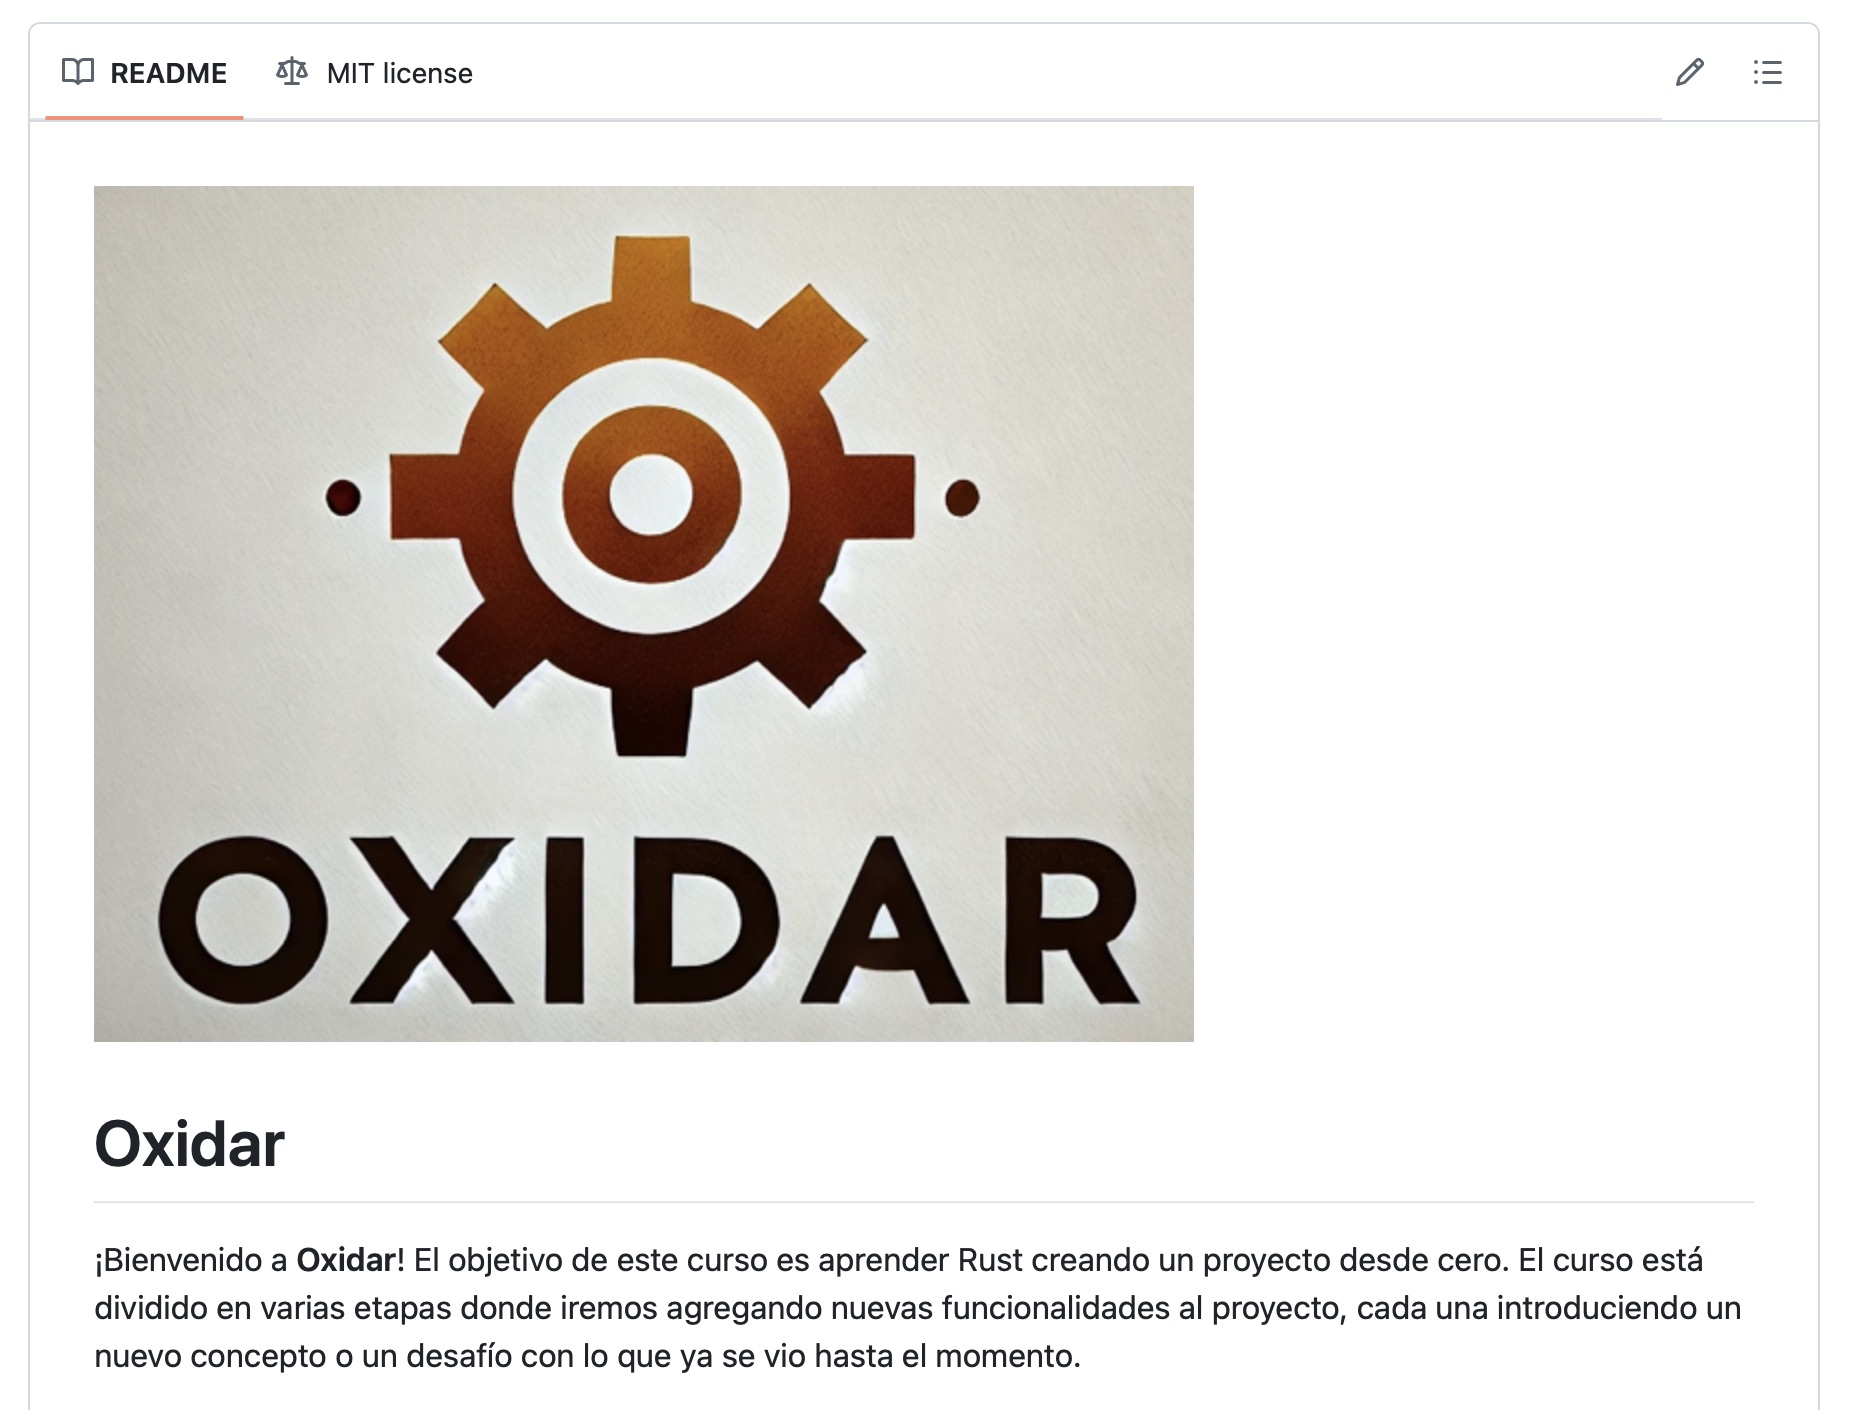 README
MIT license
OXIDAR
Oxidar
¡Bienvenido a Oxidar! El objetivo de este curso es aprender Rust creando un proyecto desde cero. El curso está
dividido en varias etapas donde iremos agregando nuevas funcionalidades al proyecto, cada una introduciendo un
nuevo concepto o un desafío con lo que ya se vio hasta el momento.